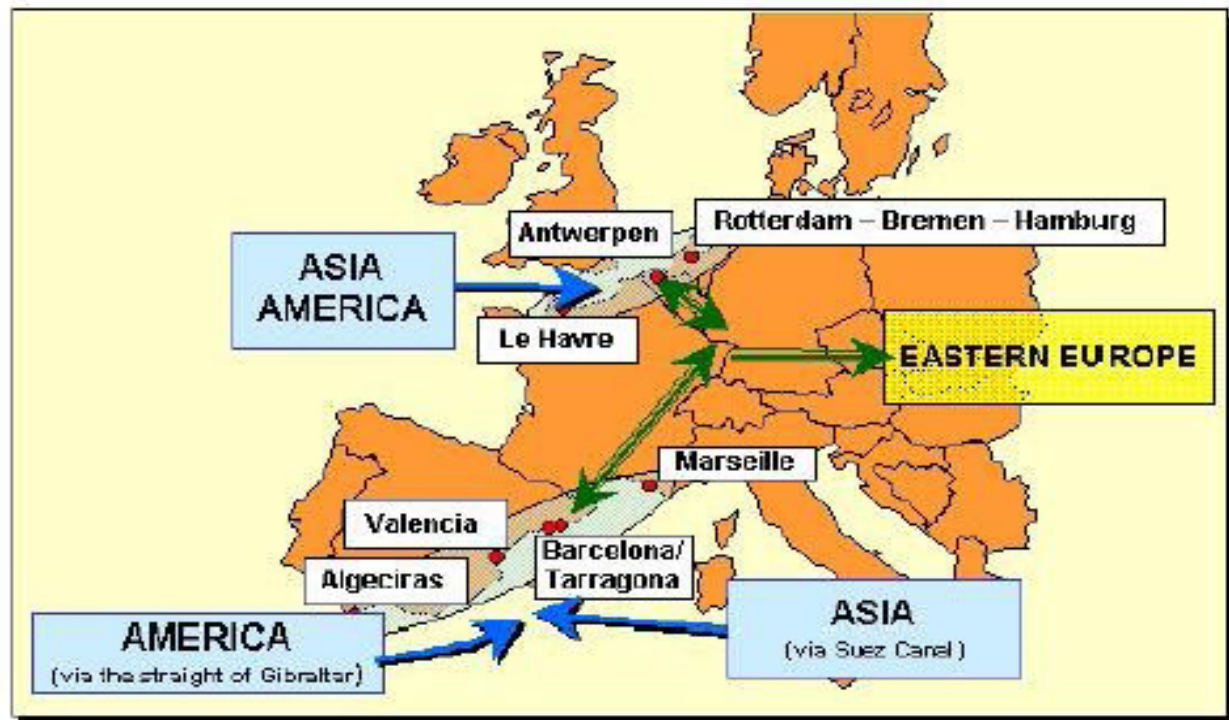 Rotterdam – Bremen – Hamburg
Antwerpen
ASIA
AMERICA
Le Havre
EASTERN EUROPE
Marseille
Valencia
Barcelona/
Tarragona
Algeciras
AMERICA
(via the straight of Gibraltar)
ASIA
(via Suez Canal)